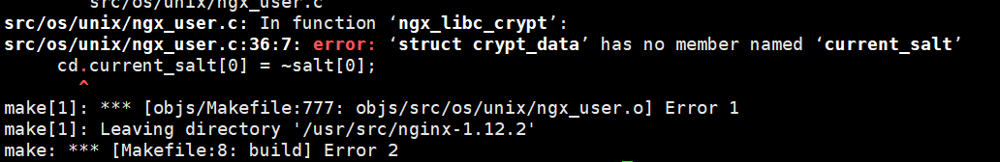 src/os/unix/ngx_user.c
src/os/unix/ngx_user.c: In function ‘ngx_libc_crypt’:
src/os/unix/ngx_user.c:36:7: error: ‘struct crypt_data’ has no member named ‘current_salt’
cd.current_salt[0] = ~salt[0];
^
make[1]: *** [objs/Makefile:777: objs/src/os/unix/ngx_user.o] Error 1
make[1]: Leaving directory '/usr/src/nginx-1.12.2'
make: *** [Makefile:8: build] Error 2